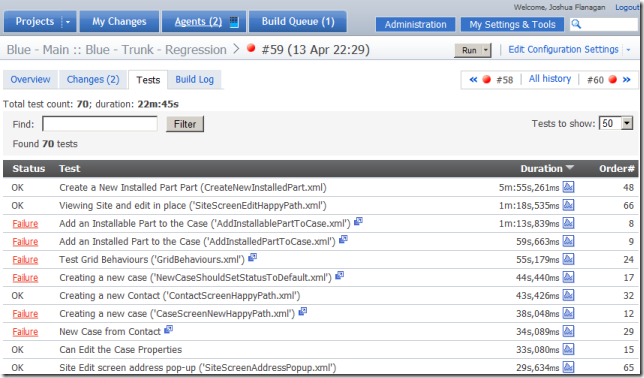 Welcome, Joshua Flanagan Logout
Projects My Changes Agents (2) Build Queue (1) Administration My Settings & Tools
Blue - Main :: Blue - Trunk - Regression > #59 (13 Apr 22:29) Run Edit Configuration Settings
Overview Changes (2) Tests Build Log « #58 All history #60 »
Total test count: 70; duration: 22m:45s
Find: Filter Tests to show: 50
Found 70 tests
Status Test Duration Order#
OK Create a New Installed Part Part (CreateNewInstalledPart.xml) 5m:55s,261ms 48
OK Viewing Site and edit in place ('SiteScreenEditHappyPath.xml') 1m:18s,535ms 66
Failure Add an Installable Part to the Case ('AddInstallablePartToCase.xml') 1m:13s,839ms 8
Failure Add an Installed Part to the Case ('AddInstalledPartToCase.xml') 59s,663ms 9
Failure Test Grid Behaviours ('GridBehaviours.xml') 55s,179ms 24
Failure Creating a new case ('NewCaseShouldSetStatusToDefault.xml') 44s,440ms 17
OK Creating a new Contact ('ContactScreenHappyPath.xml') 43s,426ms 32
Failure Creating a new case ('CaseScreenNewHappyPath.xml') 38s,048ms 12
Failure New Case from Contact 34s,089ms 29
OK Can Edit the Case Properties 33s,080ms 15
OK Site Edit screen address pop-up ('SiteScreenAddressPopup.xml') 29s,634ms 65